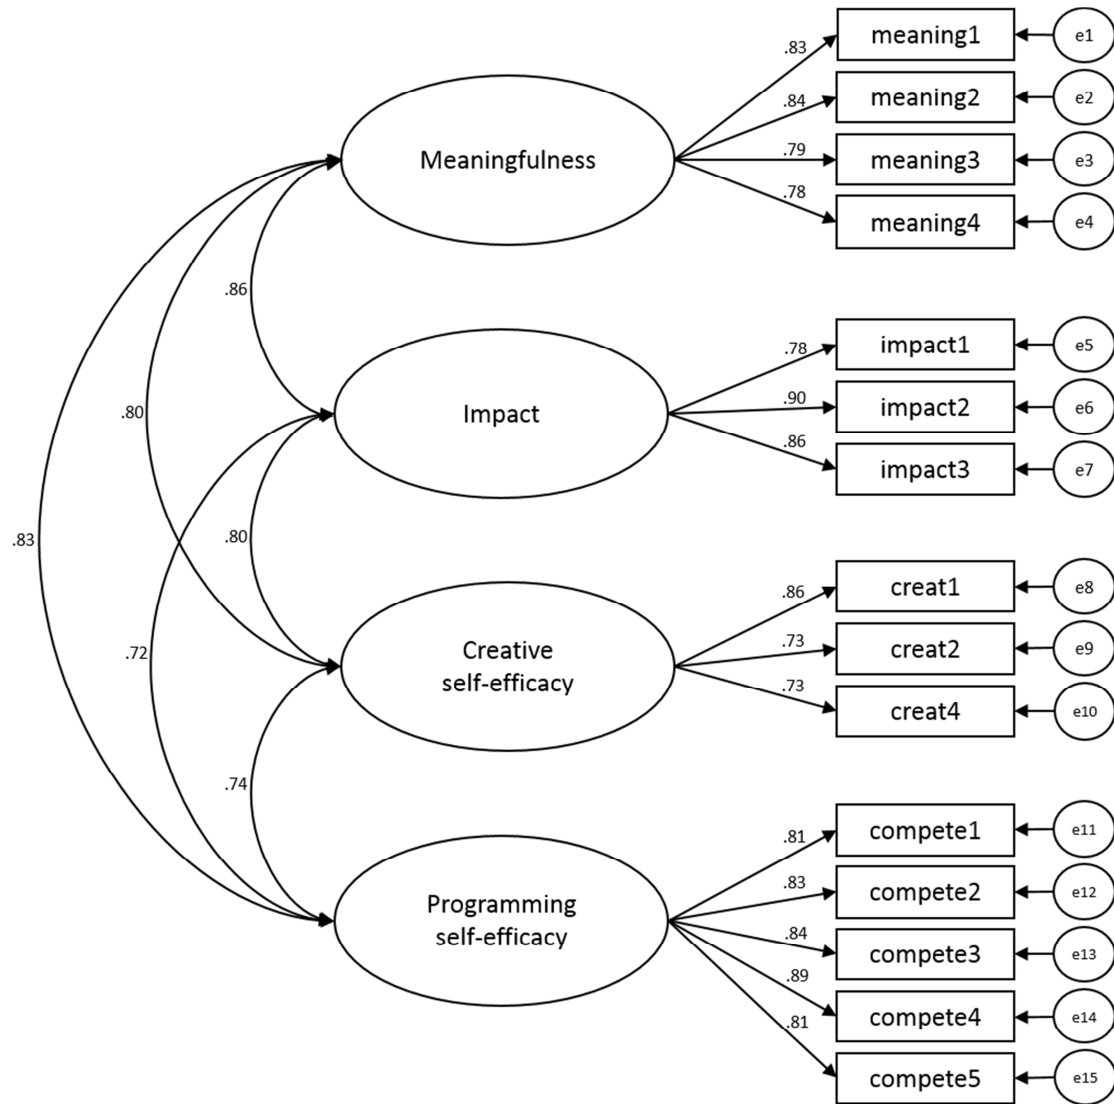 meaning1
e1
.83
meaning2
e2
.84
Meaningfulness
.79
meaning3
e3
.78
meaning4
e4
.86
impact1
e5
.78
.80
Impact
.90
impact2
e6
.86
impact3
e7
.83
.80
creat1
e8
.86
.72
Creative
self-efficacy
.73
creat2
e9
.73
creat4
e10
.74
compete1
e11
.81
.83
compete2
e12
Programming
self-efficacy
.84
compete3
e13
.89
compete4
e14
.81
compete5
e15